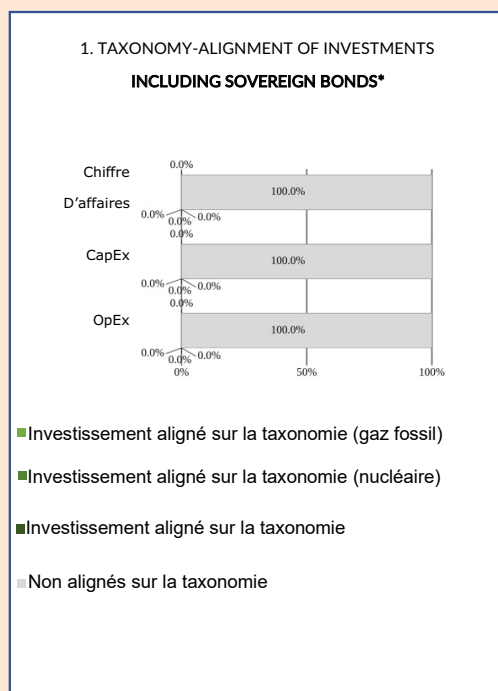 1. TAXONOMY-ALIGNMENT OF INVESTMENTS
INCLUDING SOVEREIGN BONDS*
0.0%
Chiffre
D'affaires
100.0%
0.0%
0.0%
0.0%
0.0%
CapEx
100.0%
0.0%
0.0%
0.0%
0.0%
OpEx
100.0%
0.0%
0.0%
0.0%
0%
50%
100%
Investissement aligné sur la taxonomie (gaz fossil)
Investissement aligné sur la taxonomie (nucléaire)
Investissement aligné sur la taxonomie
Non alignés sur la taxonomie